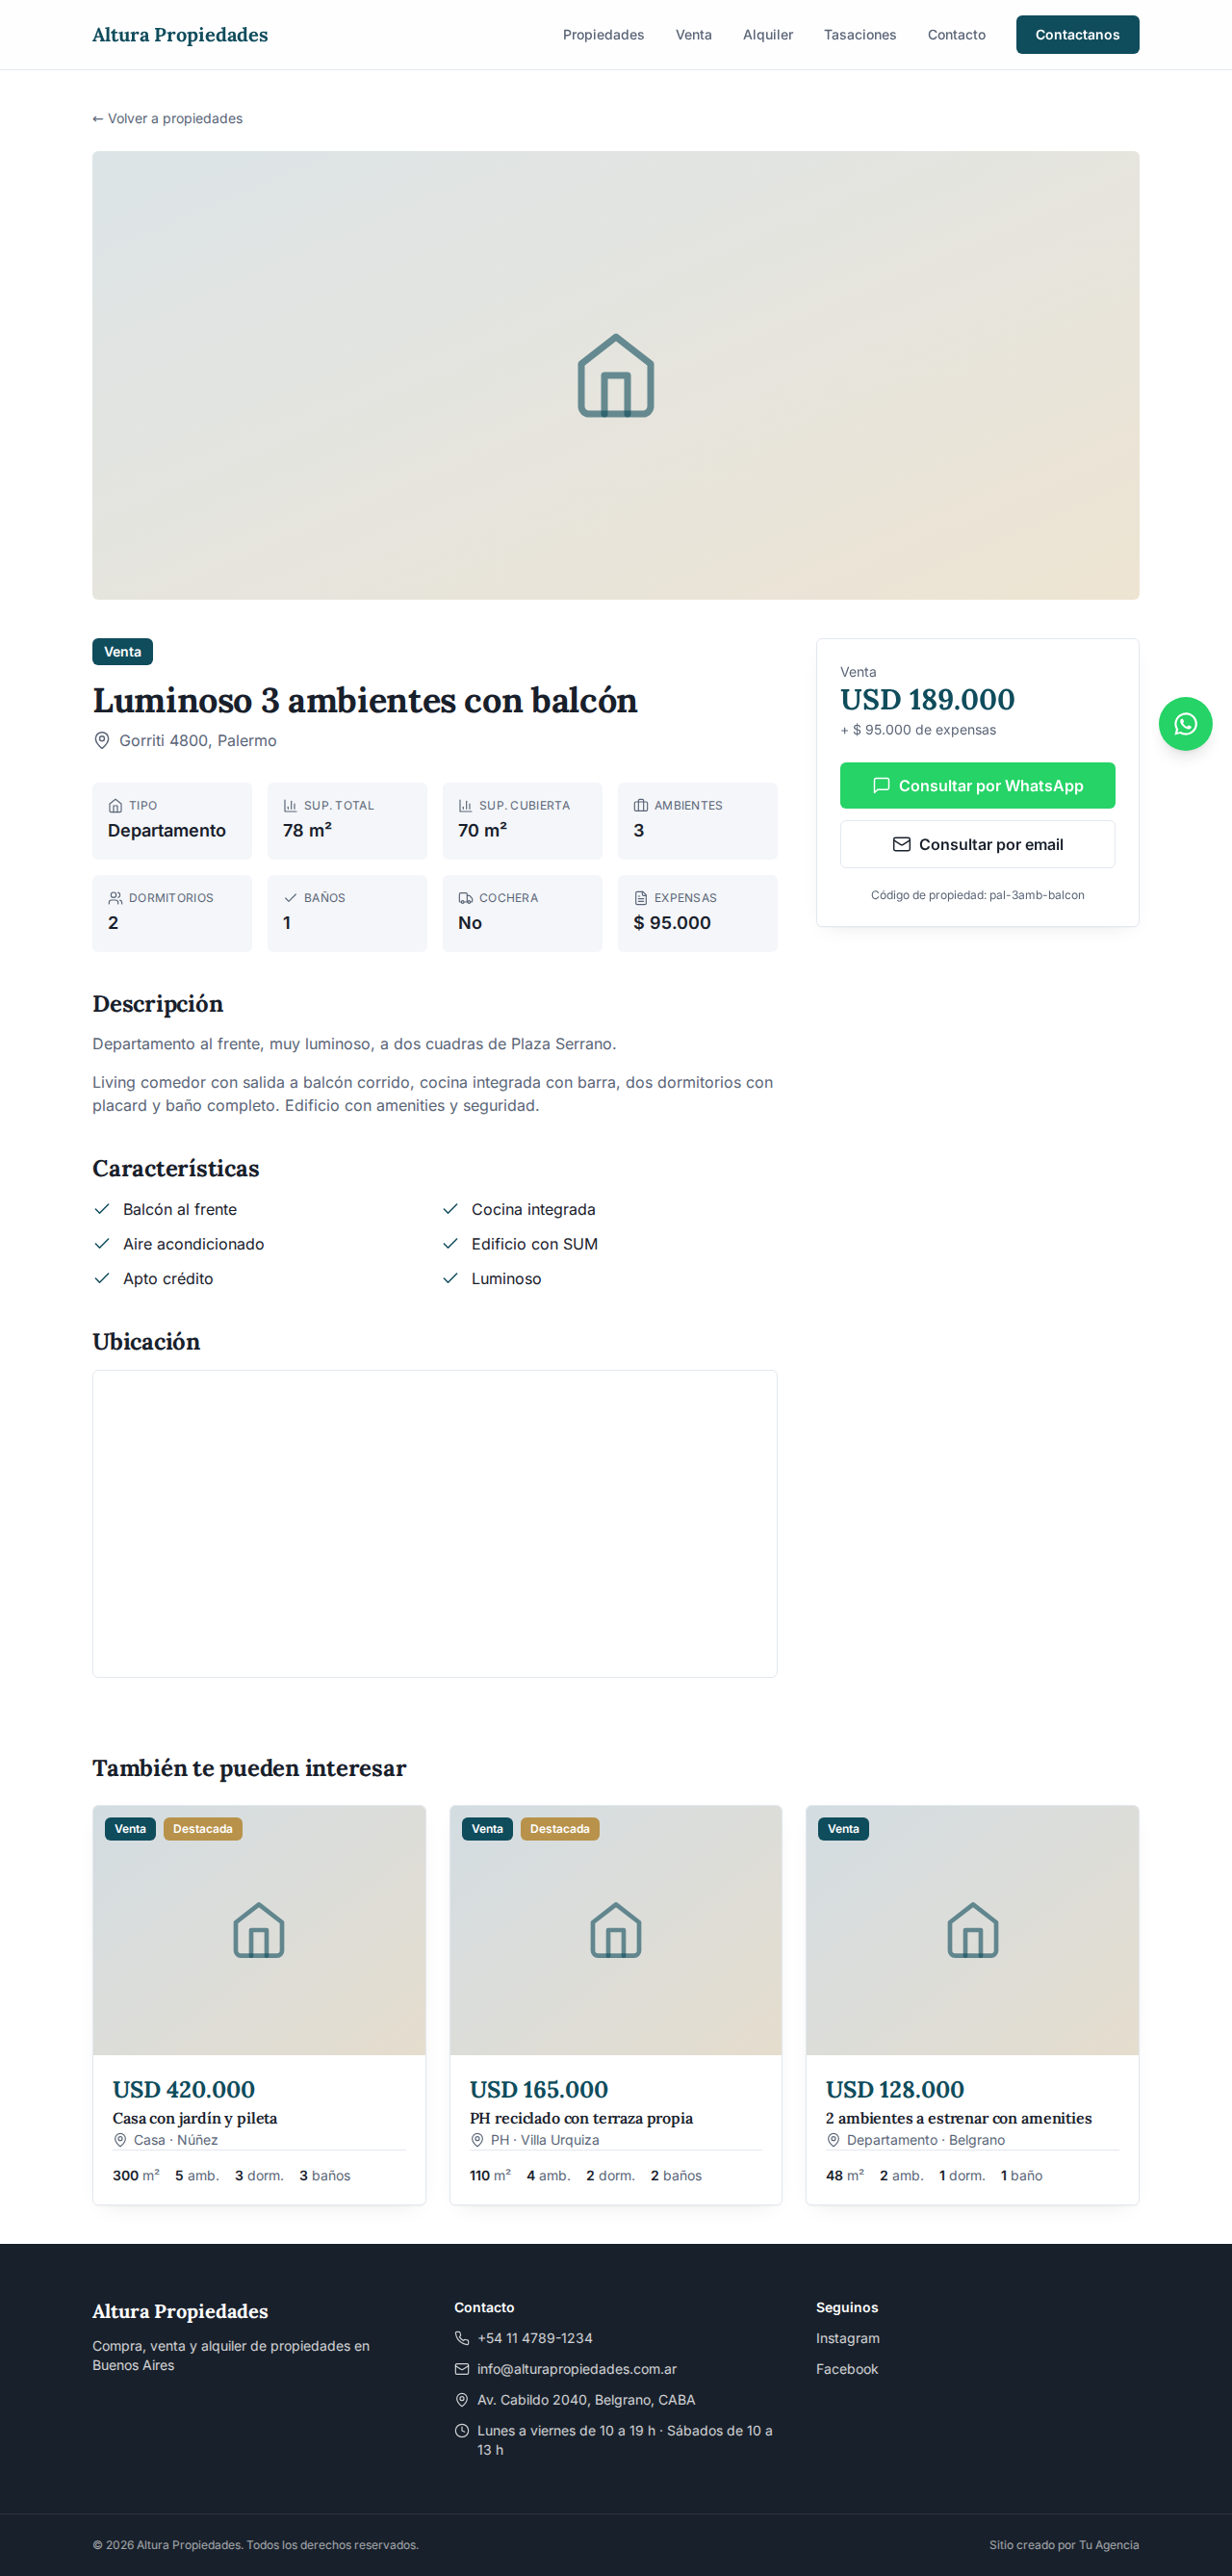 Altura Propiedades
Propiedades
Venta
Alquiler
Tasaciones
Contacto
Contactanos
← Volver a propiedades
Venta
Luminoso 3 ambientes con balcón
Gorriti 4800, Palermo
TIPO
Departamento
SUP. TOTAL
78 m²
SUP. CUBIERTA
70 m²
AMBIENTES
3
DORMITORIOS
2
BAÑOS
1
COCHERA
No
EXPENSAS
$ 95.000
Venta
USD 189.000
+ $ 95.000 de expensas
Consultar por WhatsApp
Consultar por email
Código de propiedad: pal-3amb-balcon
Descripción
Departamento al frente, muy luminoso, a dos cuadras de Plaza Serrano.
Living comedor con salida a balcón corrido, cocina integrada con barra, dos dormitorios con
placard y baño completo. Edificio con amenities y seguridad.
Características
Balcón al frente
Cocina integrada
Aire acondicionado
Edificio con SUM
Apto crédito
Luminoso
Ubicación
También te pueden interesar
Venta
Destacada
USD 420.000
Casa con jardín y pileta
Casa · Núñez
300 m² 5 amb. 3 dorm. 3 baños
Venta
Destacada
USD 165.000
PH reciclado con terraza propia
PH · Villa Urquiza
110 m² 4 amb. 2 dorm. 2 baños
Venta
USD 128.000
2 ambientes a estrenar con amenities
Departamento · Belgrano
48 m² 2 amb. 1 dorm. 1 baño
Altura Propiedades
Compra, venta y alquiler de propiedades en
Buenos Aires
Contacto
+54 11 4789-1234
info@alturapropiedades.com.ar
Av. Cabildo 2040, Belgrano, CABA
Lunes a viernes de 10 a 19 h · Sábados de 10 a
13 h
Seguinos
Instagram
Facebook
© 2026 Altura Propiedades. Todos los derechos reservados.
Sitio creado por Tu Agencia